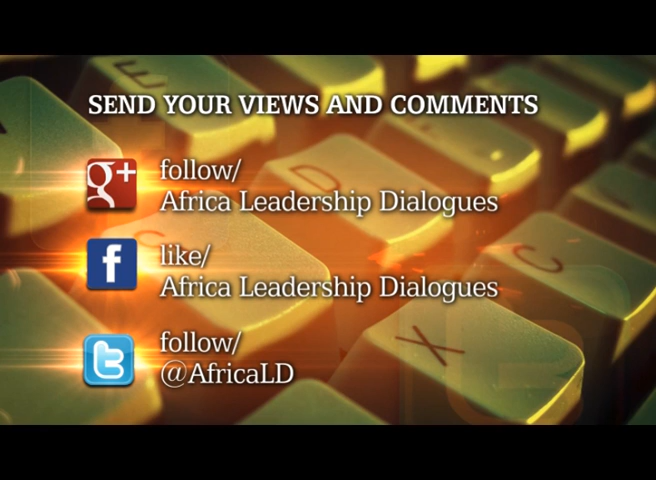 SEND YOUR VIEWS AND COMMENTS
g+
follow/
Africa Leadership Dialogues
f
like/
Africa Leadership Dialogues
t
follow/
@AfricaLD
E
D
C
X
C